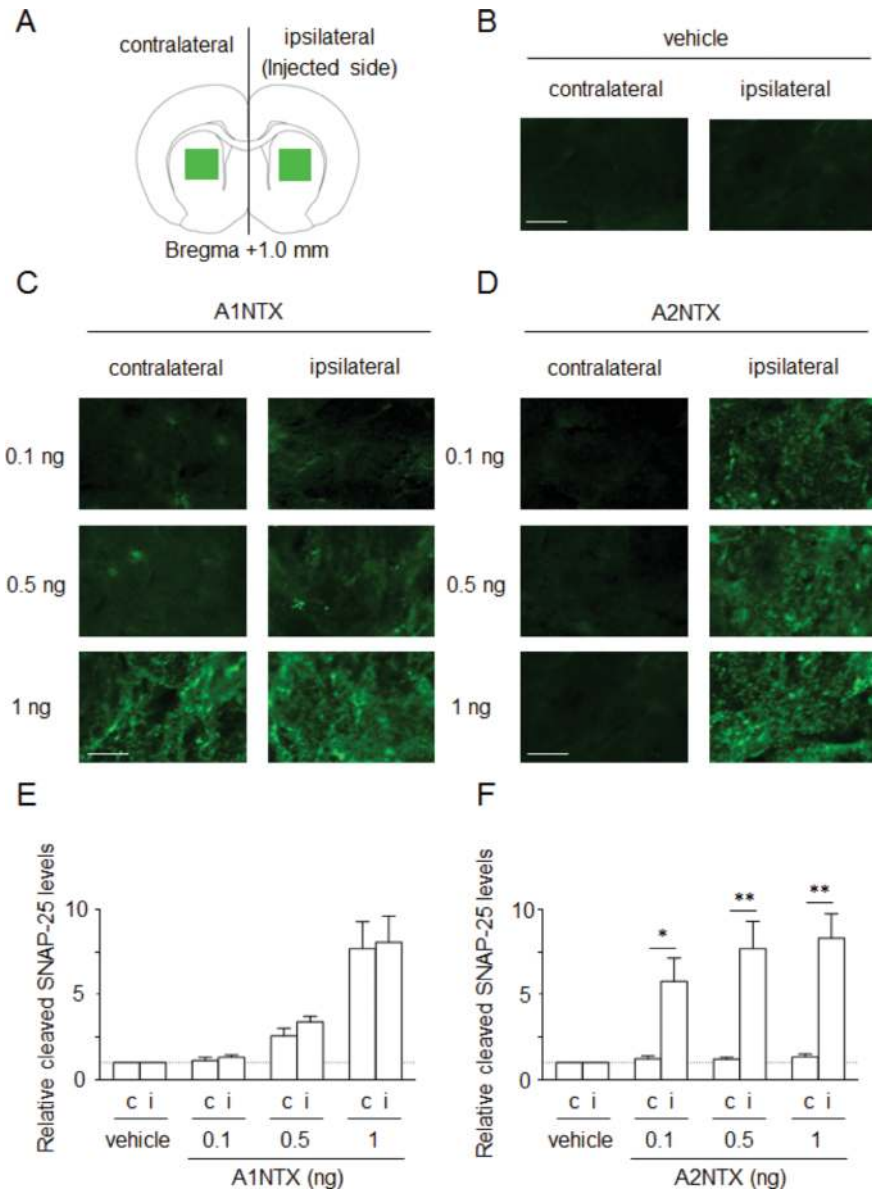 A
contralateral
ipsilateral
(Injected side)
Bregma +1.0 mm
B
vehicle
contralateral ipsilateral
C
A1NTX
contralateral ipsilateral
0.1 ng
0.5 ng
1 ng
D
A2NTX
contralateral ipsilateral
0.1 ng
0.5 ng
1 ng
E
Relative cleaved SNAP-25 levels
10
5
0
c i c i c i c i
vehicle 0.1 0.5 1
A1NTX (ng)
F
Relative cleaved SNAP-25 levels
10
5
0
* ** **
c i c i c i c i
vehicle 0.1 0.5 1
A2NTX (ng)